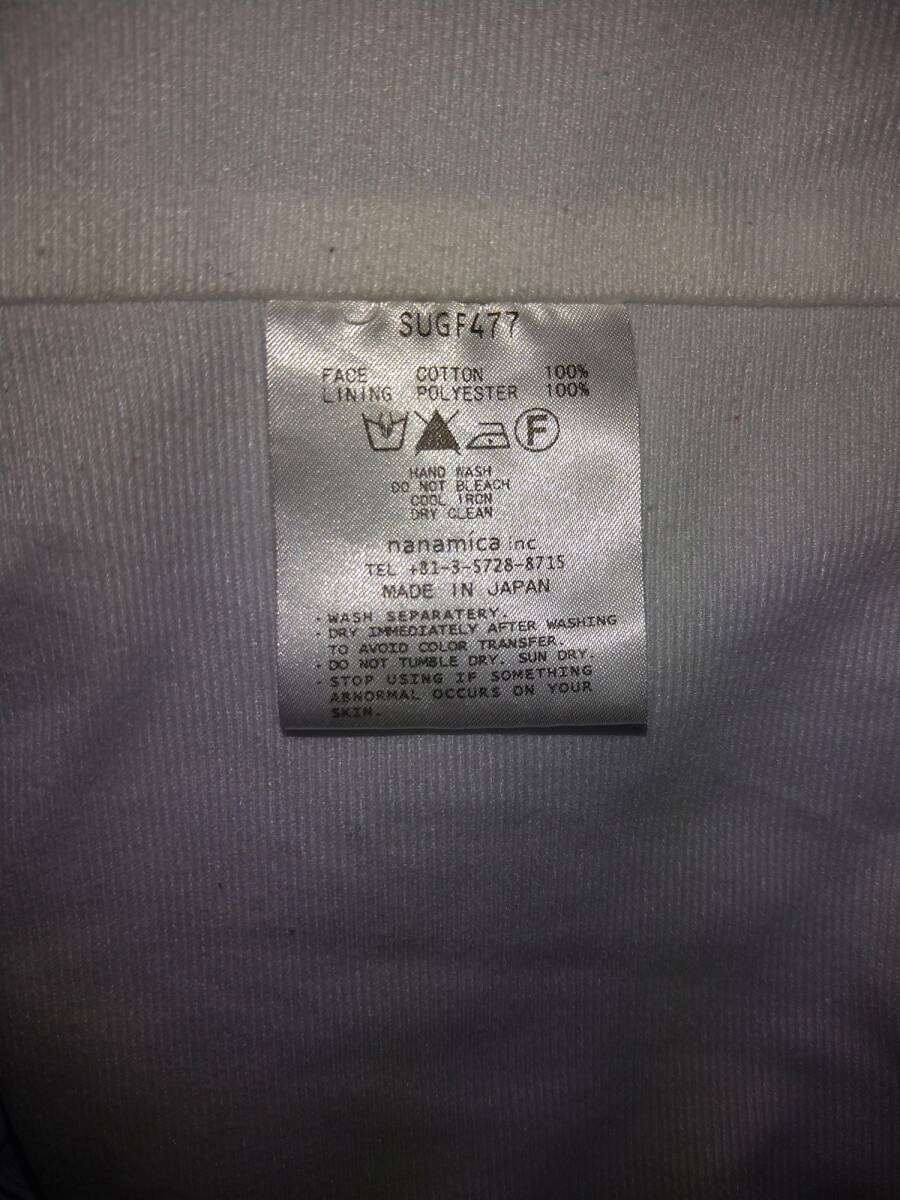 SUGF477
FACE COTTON 100%
LINING POLYESTER 100%
F
HAND WASH
DO NOT BLEACH
COOL IRON
DRY CLEAN
nanamica inc
TEL +81-3-5728-8715
MADE IN JAPAN
· WASH SEPARATERY.
· DRY IMMEDIATELY AFTER WASHING
TO AVOID COLOR TRANSFER.
· DO NOT TUMBLE DRY. SUN DRY.
· STOP USING IF SOMETHING
ABNORMAL OCCURS ON YOUR
SKIN.